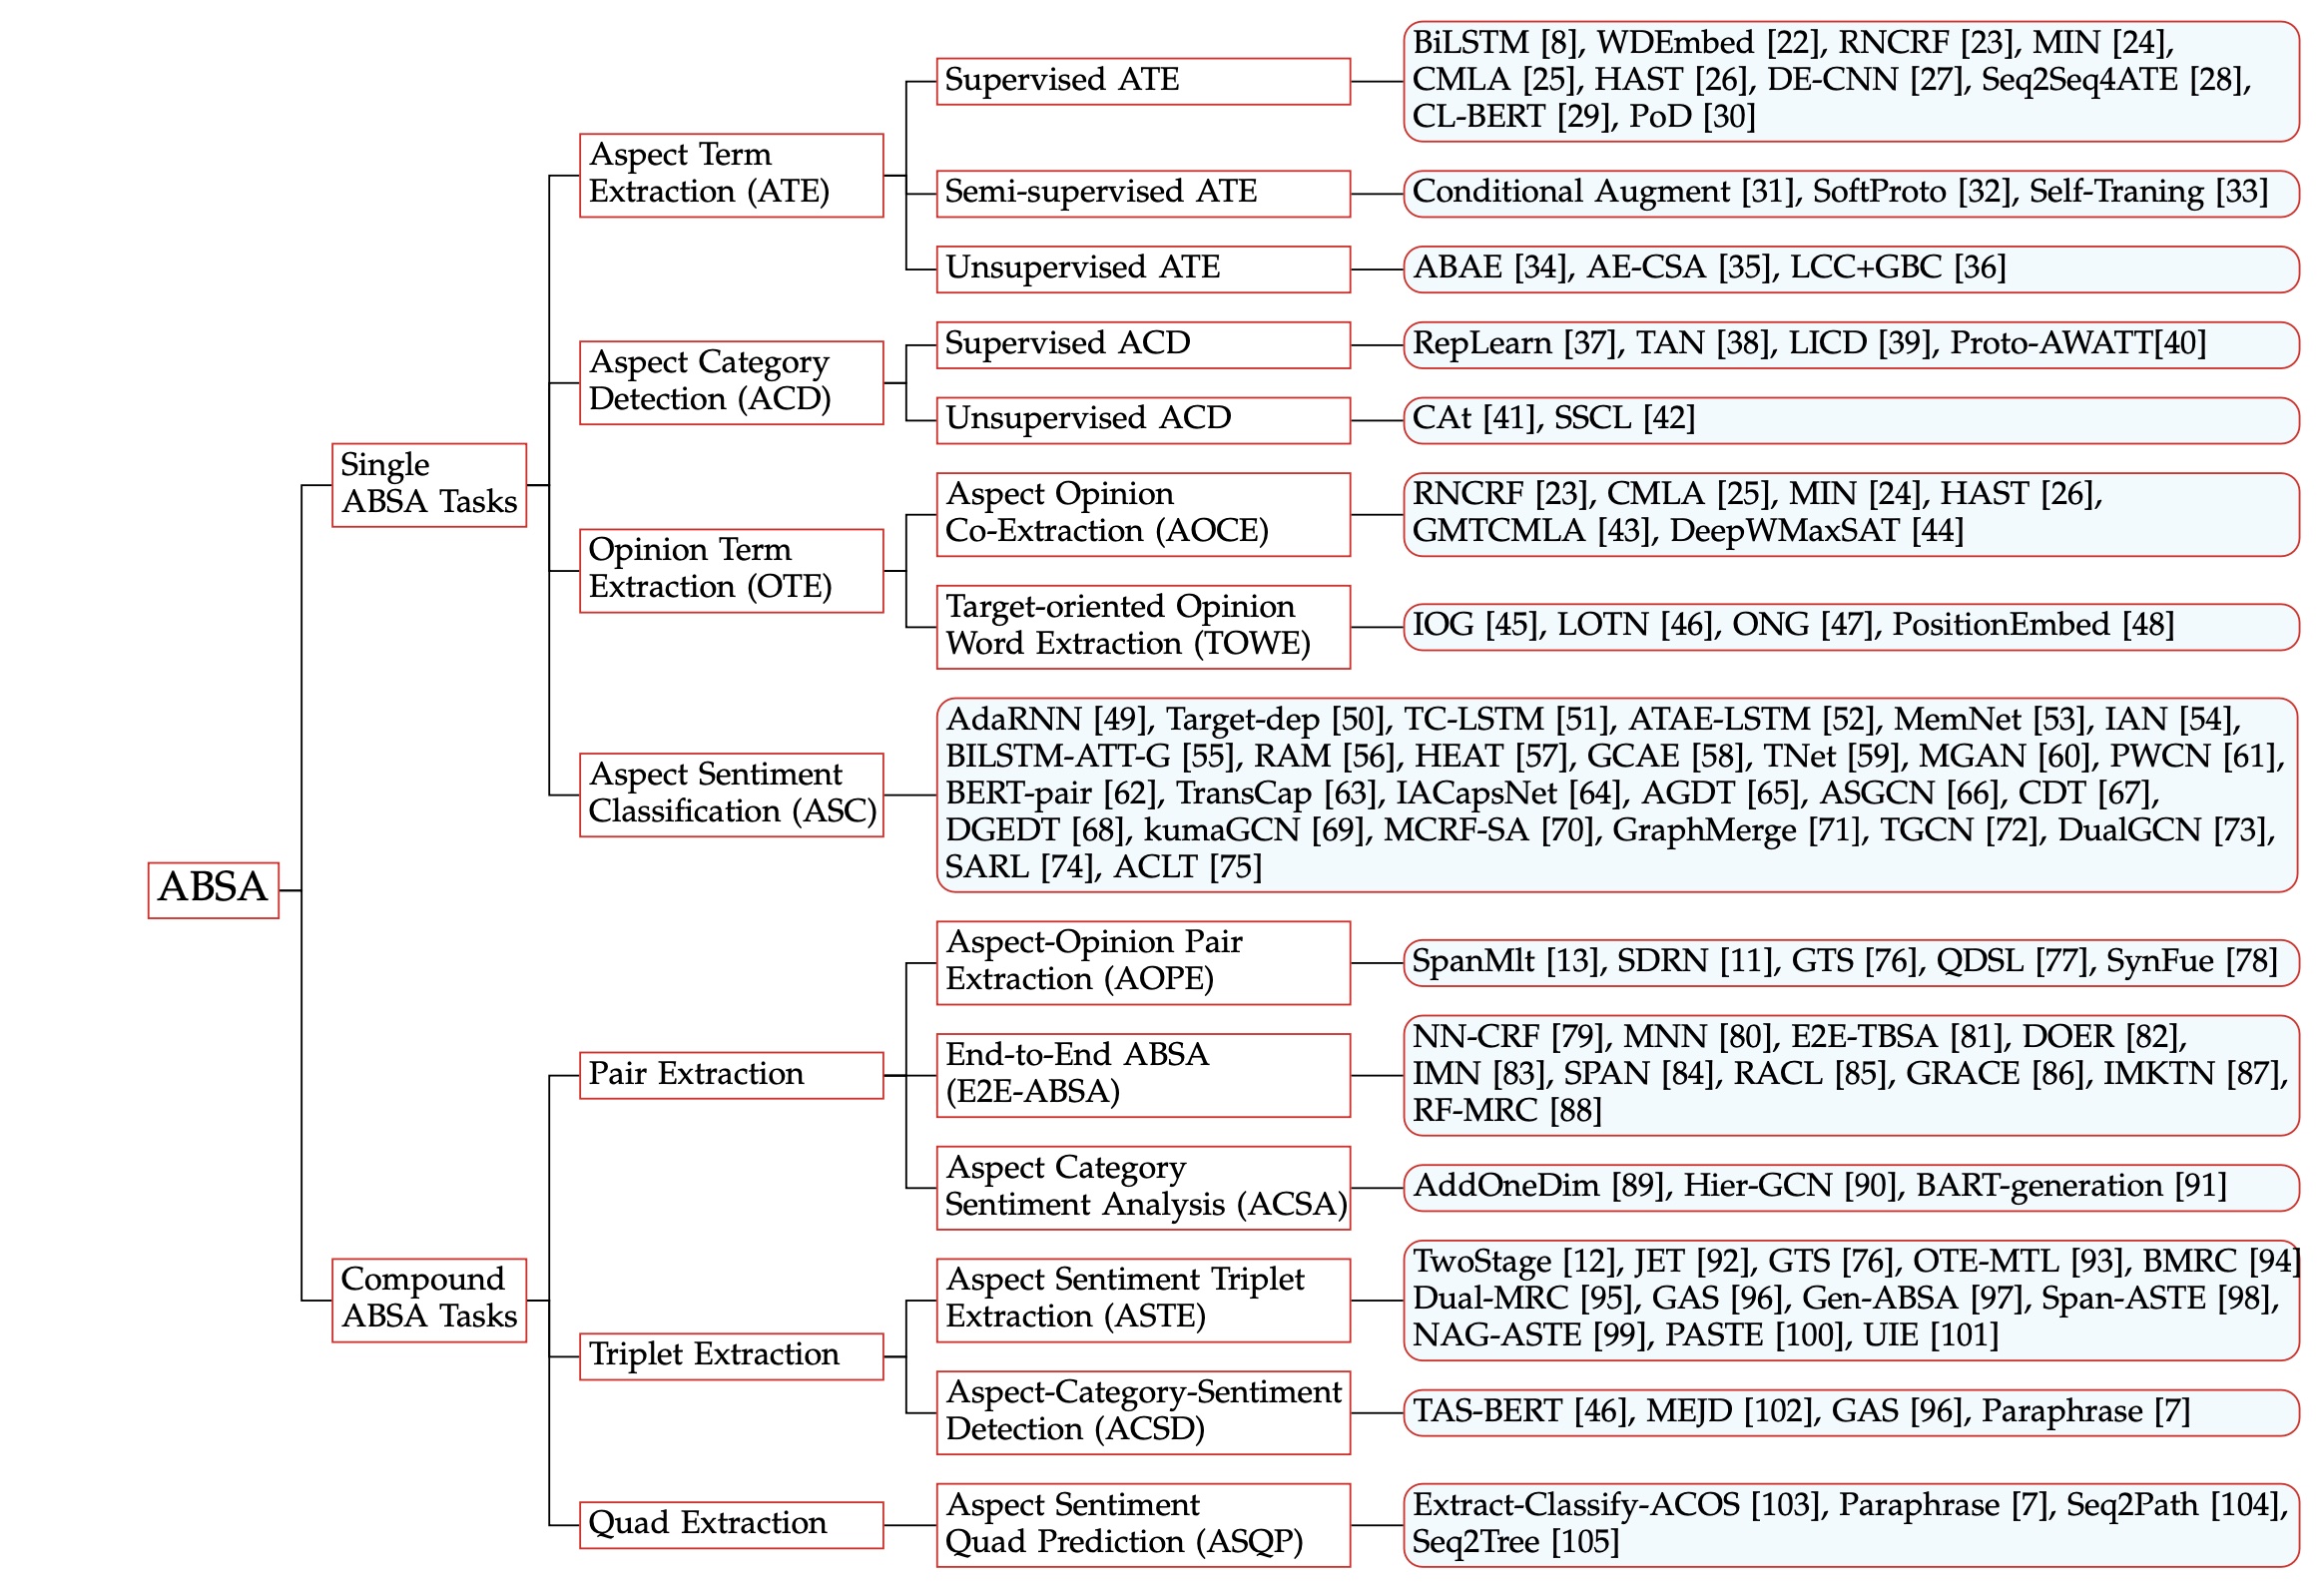 BiLSTM [8], WDEmbed [22], RNCRF [23], MIN [24],
Supervised ATE
CMLA [25], HAST [26], DE-CNN [27], Seq2Seq4ATE [28],
CL-BERT [29], PoD [30]
Aspect Term
Extraction (ATE)
Semi-supervised ATE
Conditional Augment [31], SoftProto [32], Self-Traning [33]
Unsupervised ATE
ABAE [34], AE-CSA [35], LCC+GBC [36]
Aspect Category
Detection (ACD)
Supervised ACD
RepLearn [37], TAN [38], LICD [39], Proto-AWATT[40]
Unsupervised ACD
CAt [41], SSCL [42]
Single
ABSA Tasks
Aspect Opinion
Co-Extraction (AOCE)
RNCRF [23], CMLA [25], MIN [24], HAST [26],
GMTCMLA [43], DeepWMaxSAT [44]
Opinion Term
Extraction (OTE)
Target-oriented Opinion
Word Extraction (TOWE)
IOG [45], LOTN [46], ONG [47], PositionEmbed [48]
Aspect Sentiment
Classification (ASC)
AdaRNN [49], Target-dep [50], TC-LSTM [51], ATAE-LSTM [52], MemNet [53], IAN [54],
BILSTM-ATT-G [55], RAM [56], HEAT [57], GCAE [58], TNet [59], MGAN [60], PWCN [61],
BERT-pair [62], TransCap [63], IACapsNet [64], AGDT [65], ASGCN [66], CDT [67],
DGEDT [68], kumaGCN [69], MCRF-SA [70], GraphMerge [71], TGCN [72], DualGCN [73],
SARL [74], ACLT [75]
ABSA
Aspect-Opinion Pair
Extraction (AOPE)
SpanMlt [13], SDRN [11], GTS [76], QDSL [77], SynFue [78]
Pair Extraction
End-to-End ABSA
(E2E-ABSA)
NN-CRF [79], MNN [80], E2E-TBSA [81], DOER [82],
IMN [83], SPAN [84], RACL [85], GRACE [86], IMKTN [87],
RF-MRC [88]
Aspect Category
Sentiment Analysis (ACSA)
AddOneDim [89], Hier-GCN [90], BART-generation [91]
Compound
ABSA Tasks
Aspect Sentiment Triplet
Extraction (ASTE)
TwoStage [12], JET [92], GTS [76], OTE-MTL [93], BMRC [94]
Dual-MRC [95], GAS [96], Gen-ABSA [97], Span-ASTE [98],
NAG-ASTE [99], PASTE [100], UIE [101]
Triplet Extraction
Aspect-Category-Sentiment
Detection (ACSD)
TAS-BERT [46], MEJD [102], GAS [96], Paraphrase [7]
Quad Extraction
Aspect Sentiment
Quad Prediction (ASQP)
Extract-Classify-ACOS [103], Paraphrase [7], Seq2Path [104],
Seq2Tree [105]